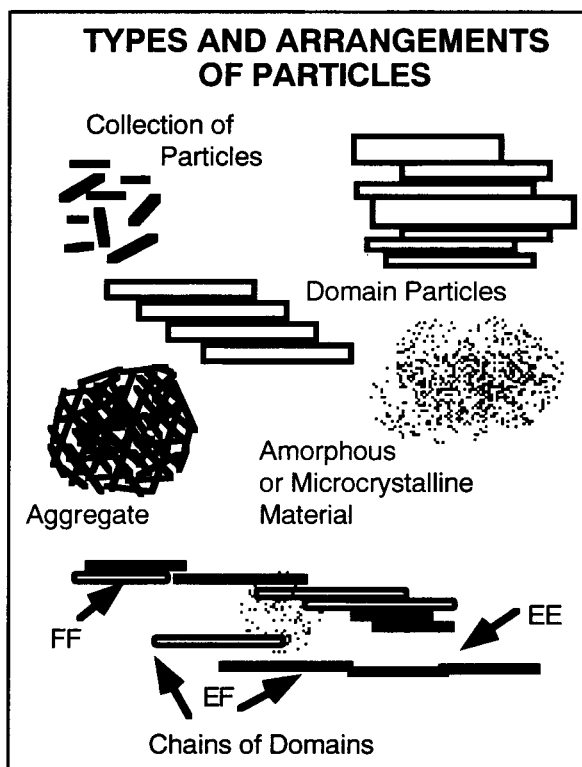 TYPES AND ARRANGEMENTS
OF PARTICLES
Collection of
Particles
Domain Particles
Amorphous
or Microcrystalline
Material
Aggregate
FF
EE
EF
Chains of Domains